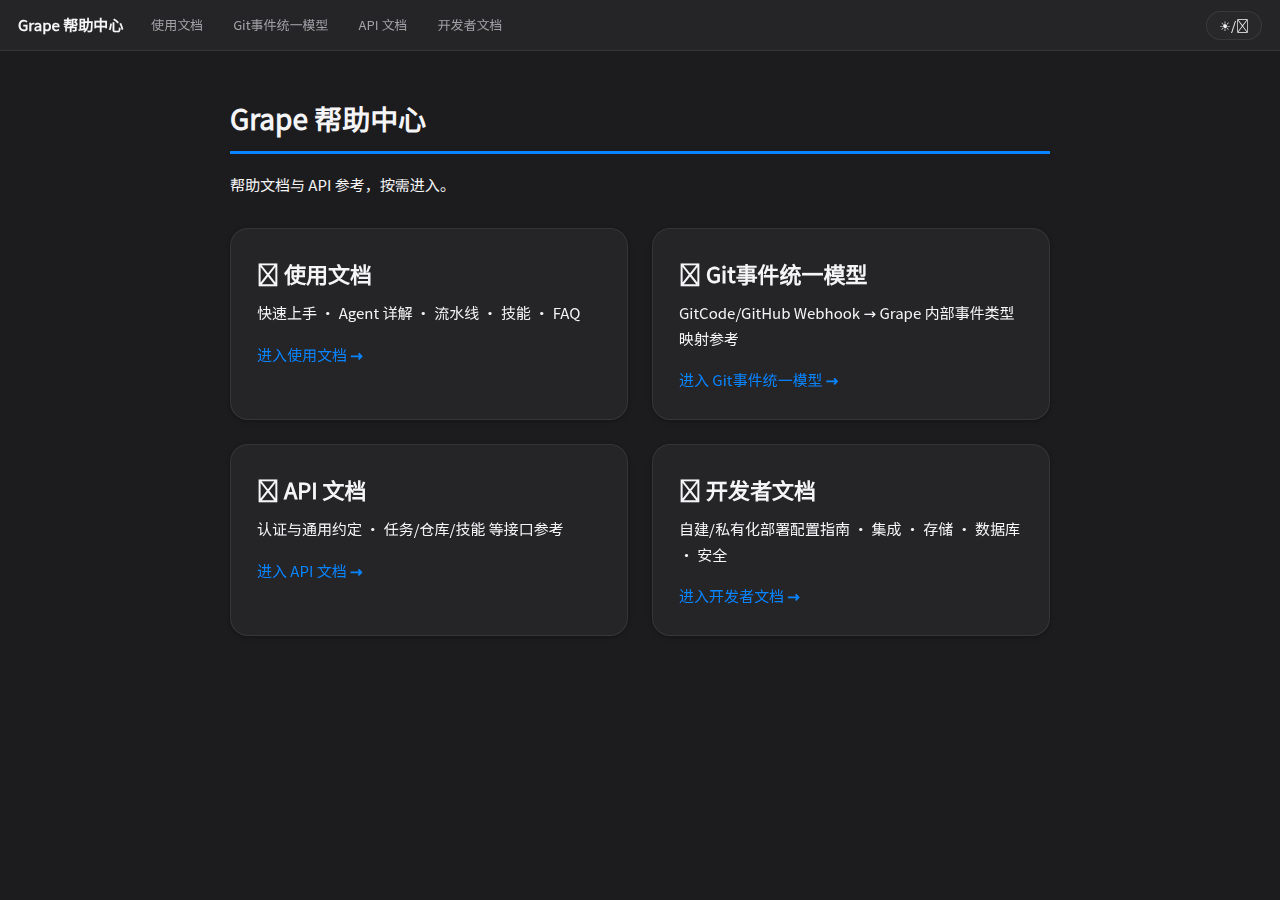 Grape 帮助中心 使用文档 Git事件统一模型 API 文档 开发者文档 ☀/
Grape 帮助中心
帮助文档与 API 参考，按需进入。
使用文档
快速上手 · Agent 详解 · 流水线 · 技能 · FAQ
进入使用文档 →
Git事件统一模型
GitCode/GitHub Webhook → Grape 内部事件类型
映射参考
进入 Git事件统一模型 →
API 文档
认证与通用约定 · 任务/仓库/技能 等接口参考
进入 API 文档 →
开发者文档
自建/私有化部署配置指南 · 集成 · 存储 · 数据库
· 安全
进入开发者文档 →